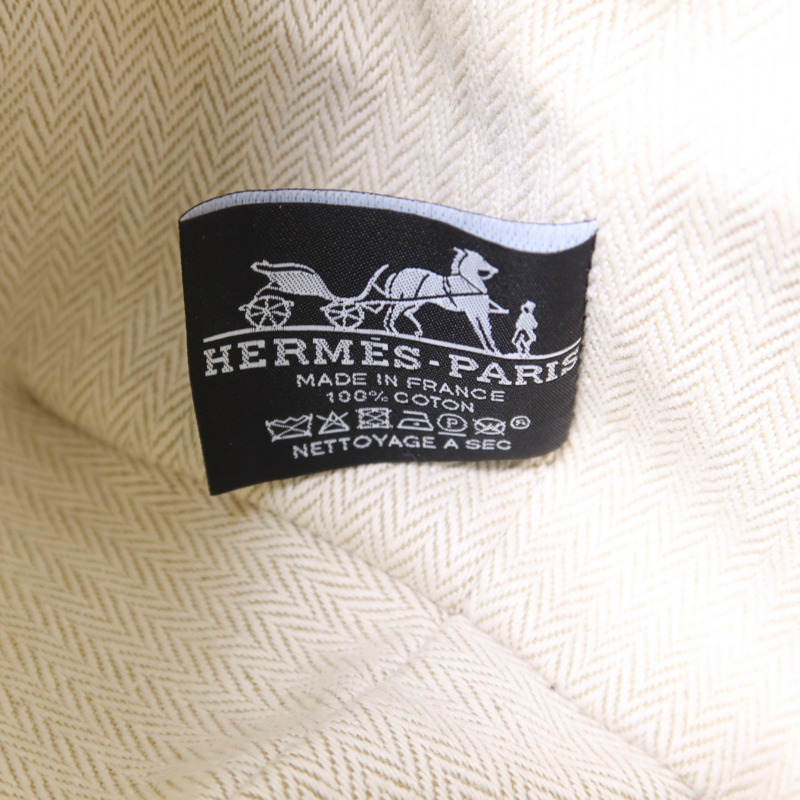 HERMÈS-PARIS
MADE IN FRANCE
100% COTON
P R
NETTOYAGE A SEC